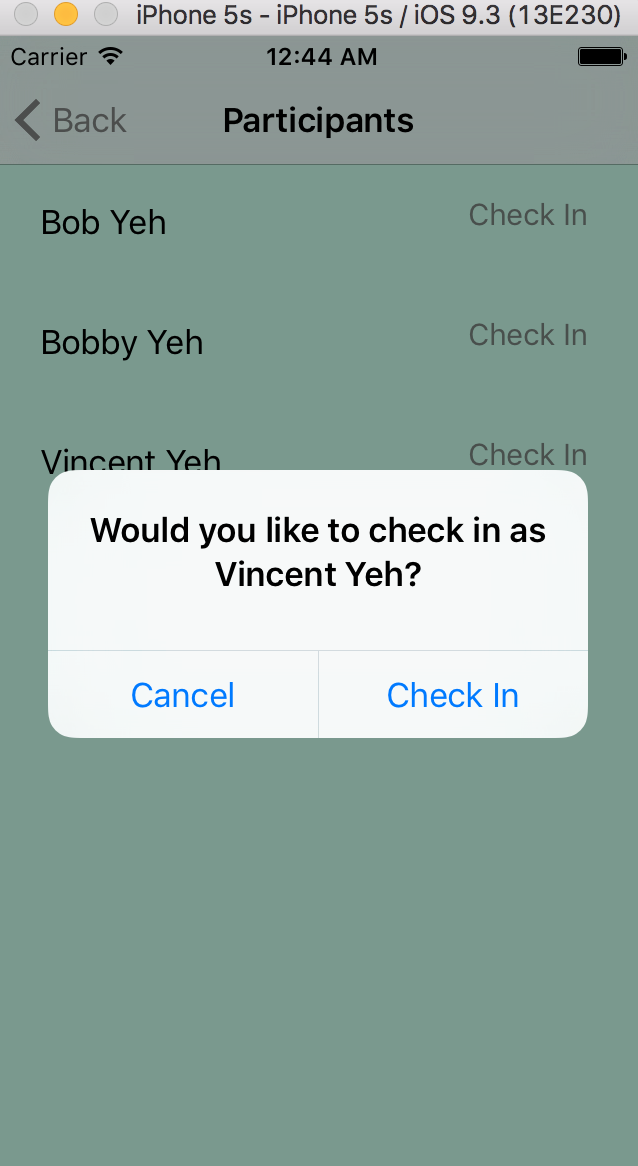 iPhone 5s - iPhone 5s / iOS 9.3 (13E230)
Carrier 12:44 AM
Back Participants
Bob Yeh Check In
Bobby Yeh Check In
Vincent Yeh Check In
Would you like to check in as
Vincent Yeh?
Cancel Check In